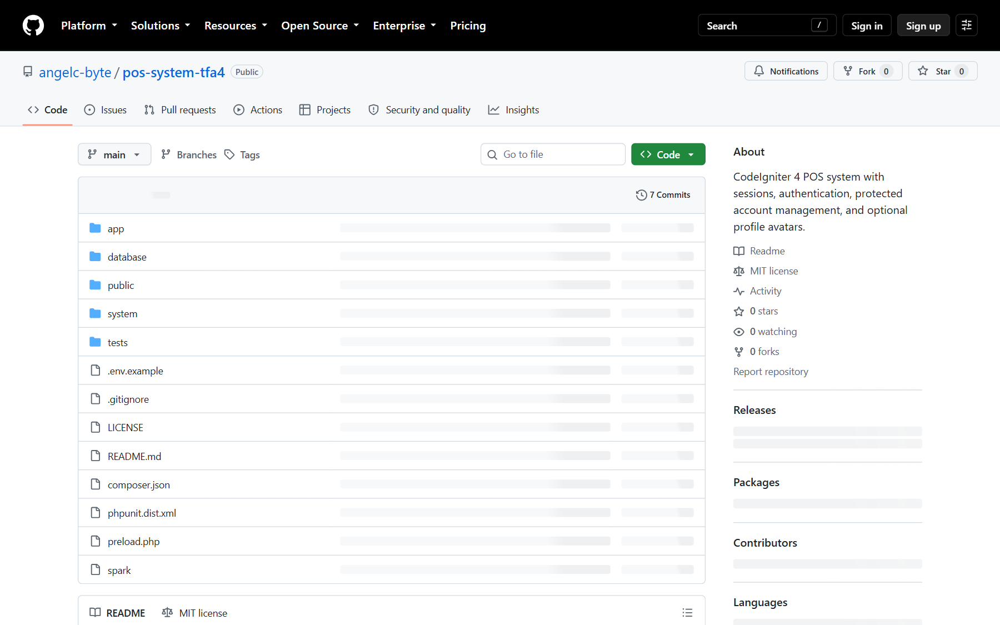 Platform Solutions Resources Open Source Enterprise Pricing Search / Sign in Sign up
angelc-byte / pos-system-tfa4 Public Notifications Fork 0 Star 0
Code Issues Pull requests Actions Projects Security and quality Insights
main Branches Tags Go to file Code
7 Commits
app
database
public
system
tests
.env.example
.gitignore
LICENSE
README.md
composer.json
phpunit.dist.xml
preload.php
spark
README MIT license
About
CodeIgniter 4 POS system with
sessions, authentication, protected
account management, and optional
profile avatars.
Readme
MIT license
Activity
0 stars
0 watching
0 forks
Report repository
Releases
Packages
Contributors
Languages